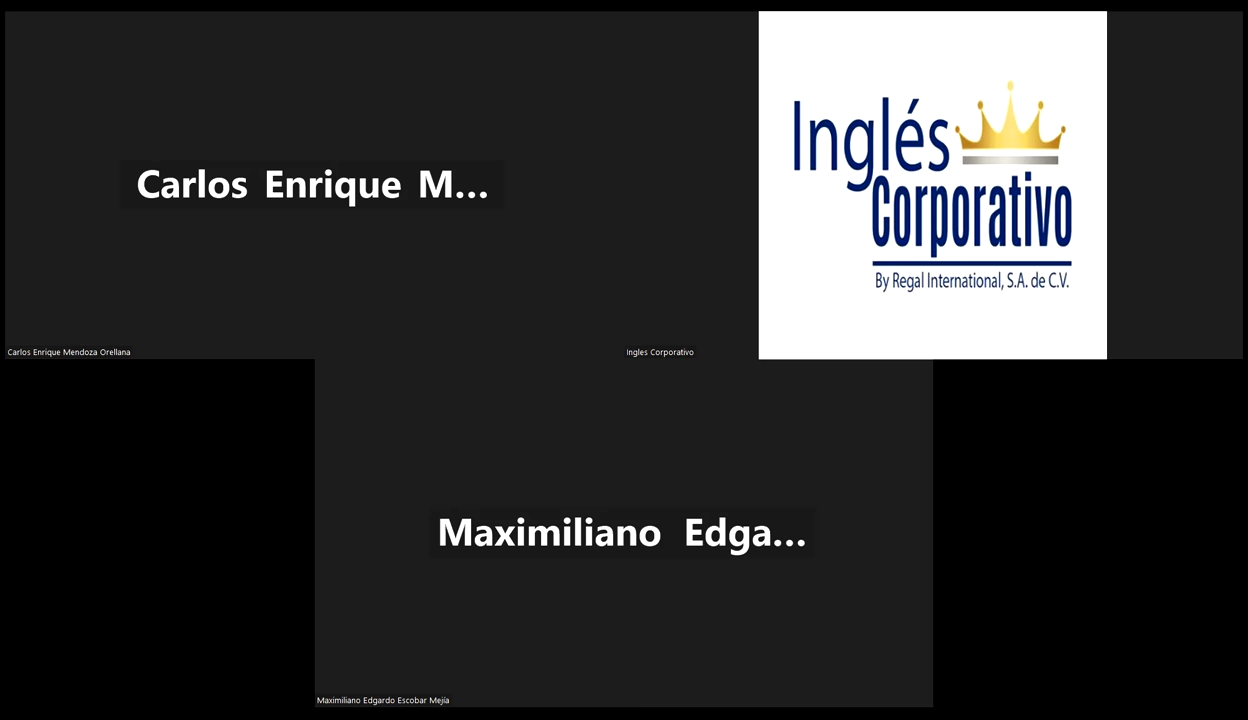 Carlos Enrique M...
Carlos Enrique Mendoza Orellana
Inglés
Corporativo
By Regal International, S.A. de C.V.
Ingles Corporativo
Maximiliano Edga...
Maximiliano Edgardo Escobar Mejía